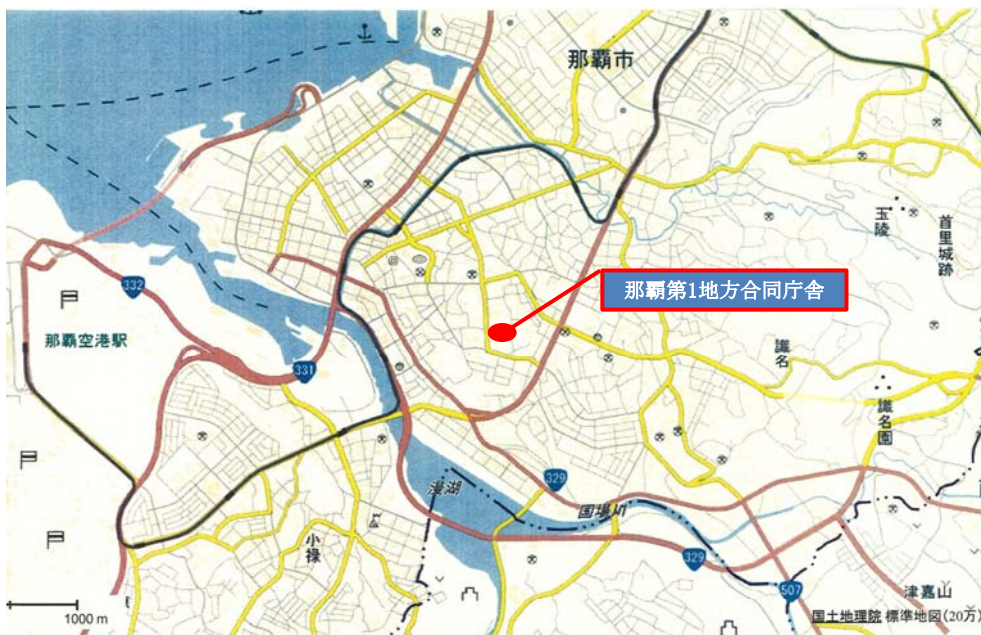 那覇市
玉陵
首里城跡
332
那覇第1地方合同庁舎
那覇空港駅
331
識名
識名園
329
漫湖
国場川
小禄
329
507
津嘉山
1000 m
国土地理院 標準地図(20万)